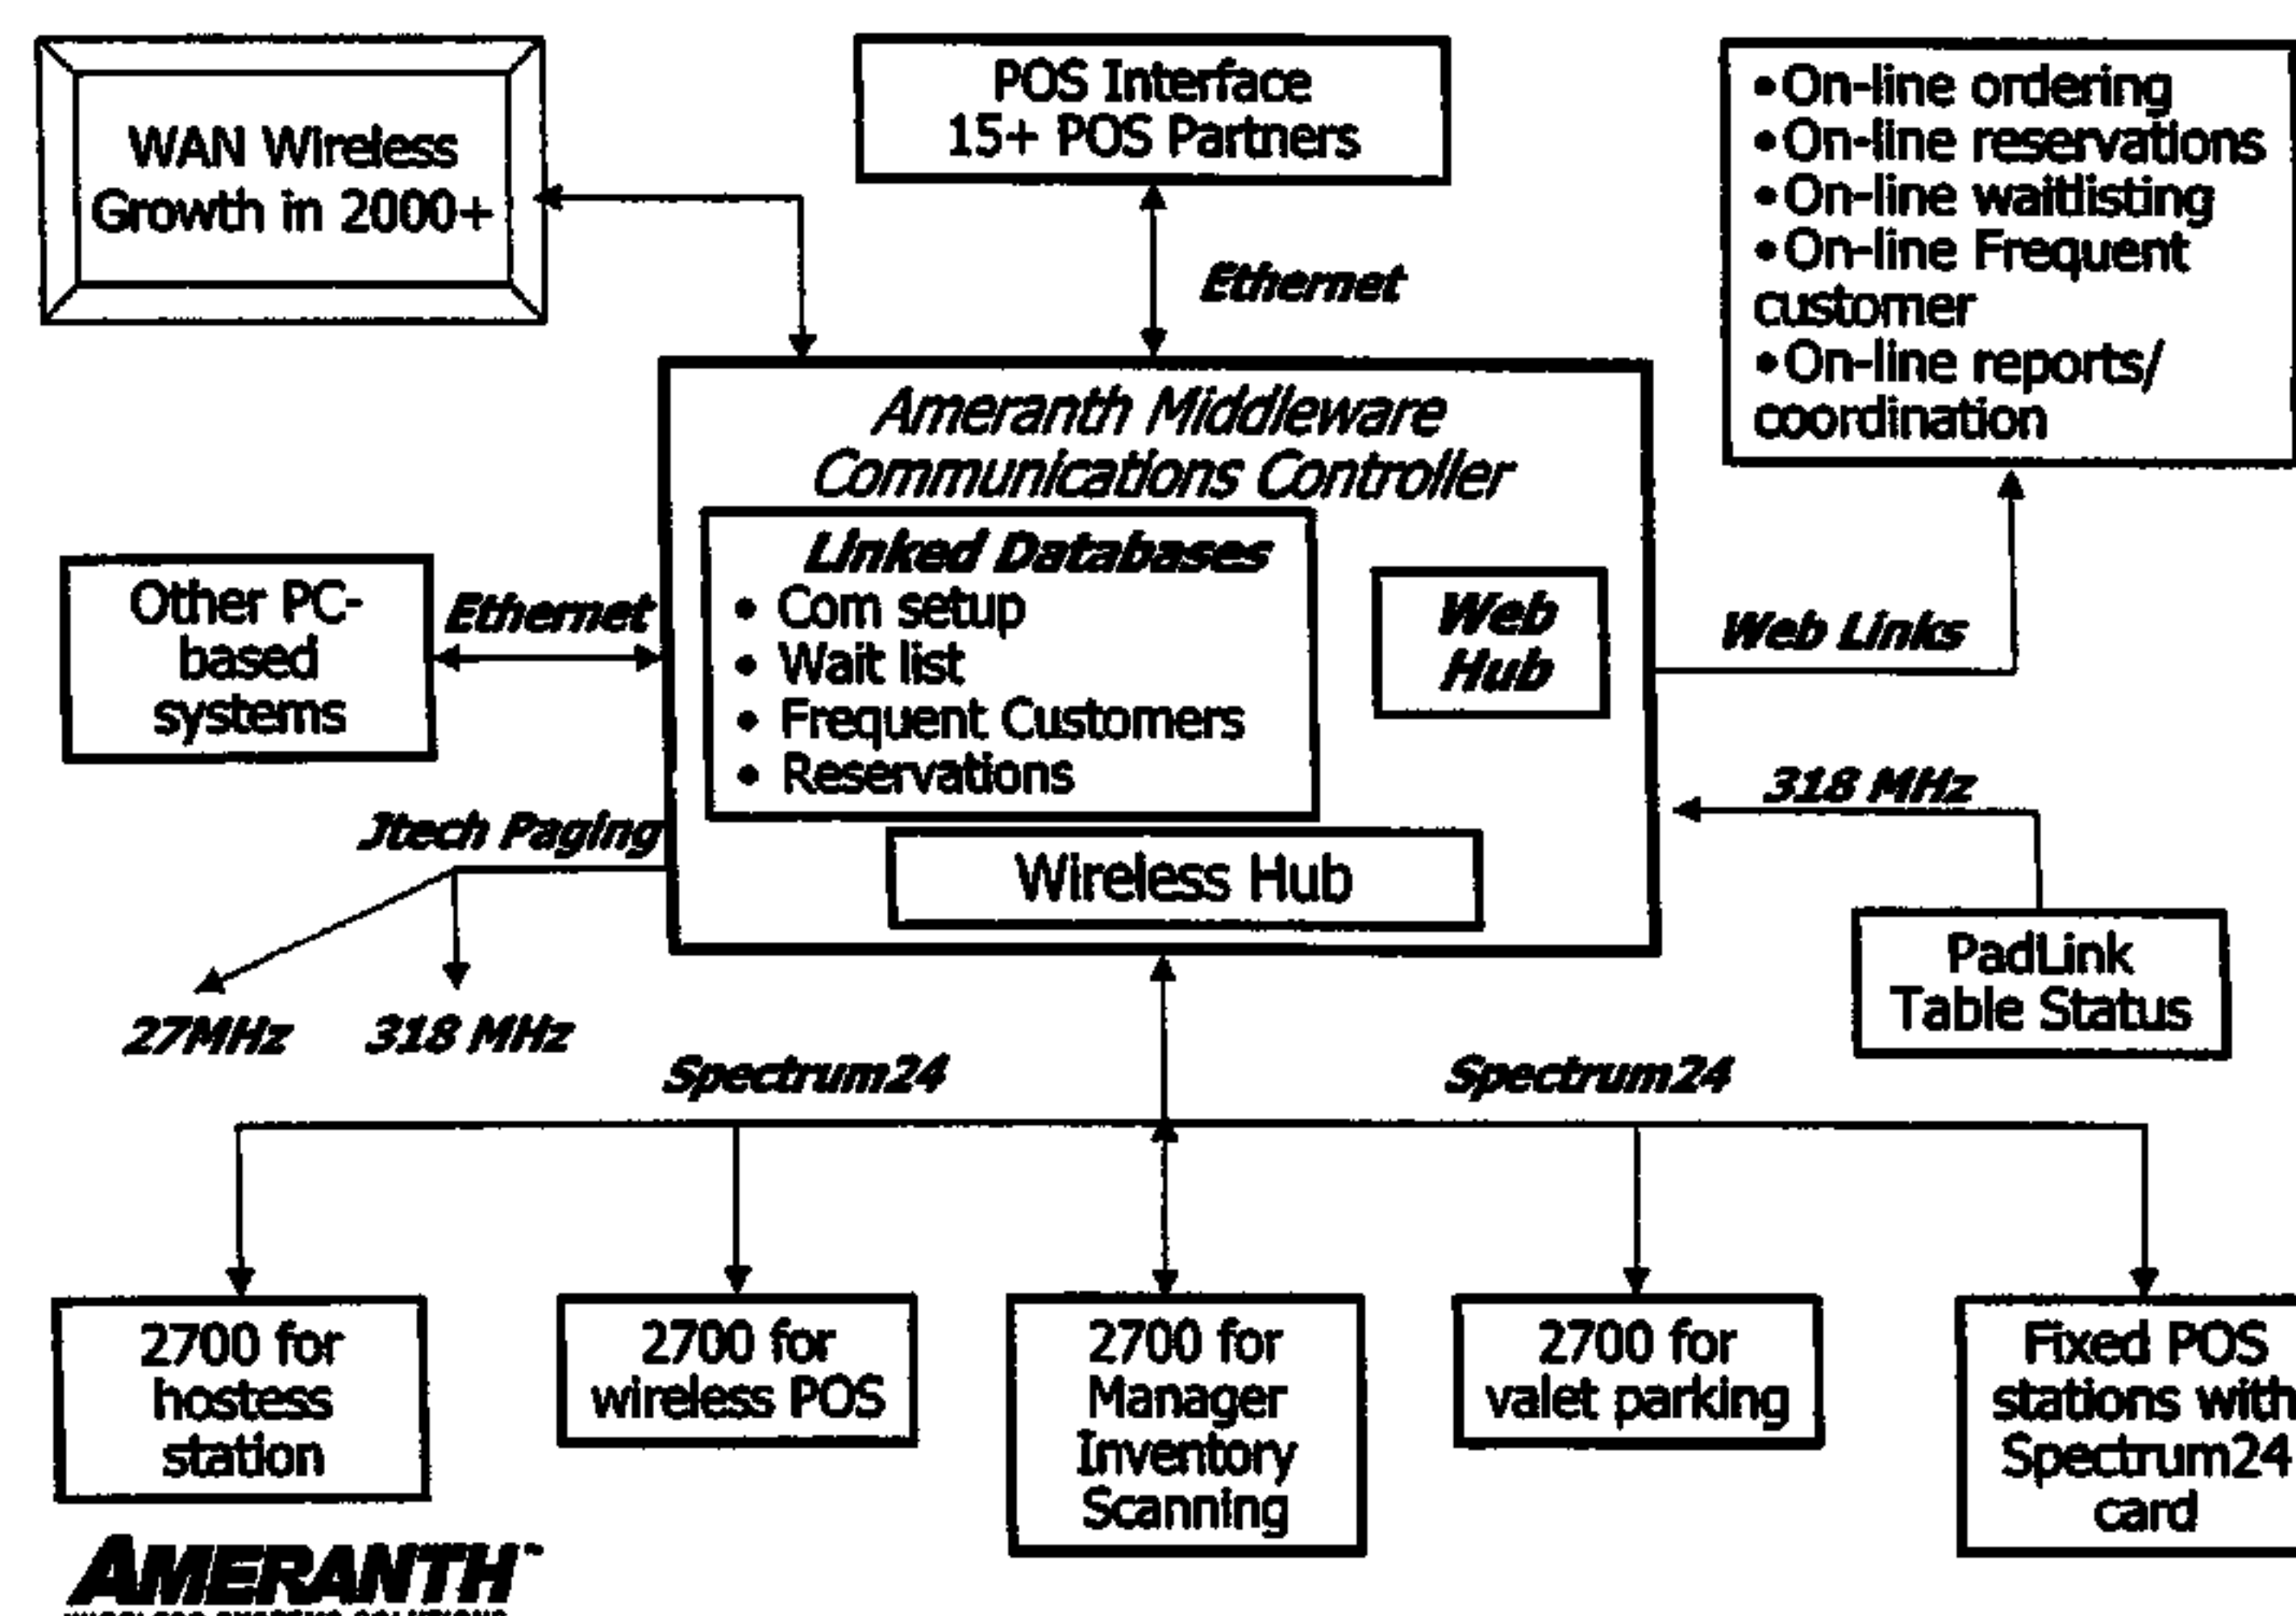 WAN Wireless
Growth in 2000+
POS Interface
15+ POS Partners
•On-line ordering
•On-line reservations
•On-line waitlisting
•On-line Frequent
customer
•On-line reports/
coordination
Ethernet
Ameranth Middleware
Communications Controller
Linked Databases
• Com setup
• Wait list
• Frequent Customers
• Reservations
Web
Hub
Wireless Hub
Other PC-
based
systems
Ethernet
Web Links
318 MHz
PadLink
Table Status
Jtech Paging
27MHz
318 MHz
Spectrum24
Spectrum24
2700 for
hostess
station
2700 for
wireless POS
2700 for
Manager
Inventory
Scanning
2700 for
valet parking
Fixed POS
stations with
Spectrum24
card
AMERANTH™